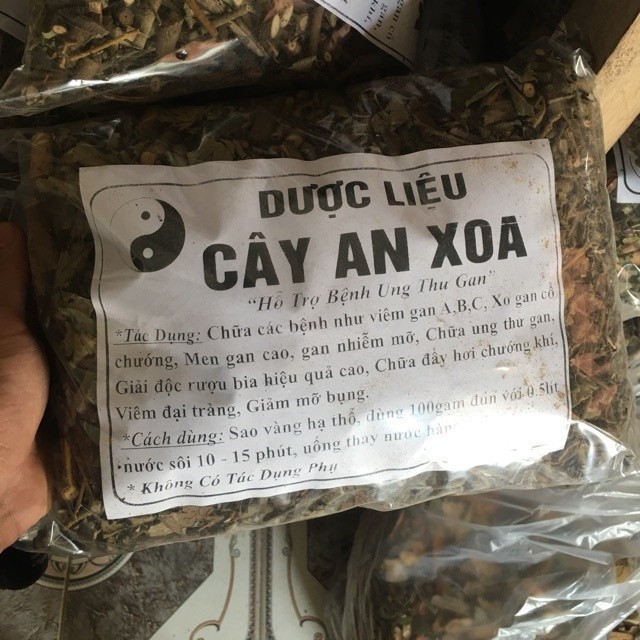 DƯỢC LIỆU
CÂY AN XOA
"Hỗ Trợ Bệnh Ung Thu Gan"
*Tác Dụng: Chữa các bệnh như viêm gan A,B,C, Xơ gan cổ
chướng, Men gan cao, gan nhiễm mỡ, Chữa ung thư gan,
Giải độc rượu bia hiệu quả cao, Chữa đầy hơi chướng khí,
Viêm đại tràng, Giảm mỡ bụng.
*Cách dùng: Sao vàng hạ thổ, dùng 100gam đun với 0.5lit
nước sôi 10 - 15 phút, uống thay nước
* Không Có Tác Dụng Phụ